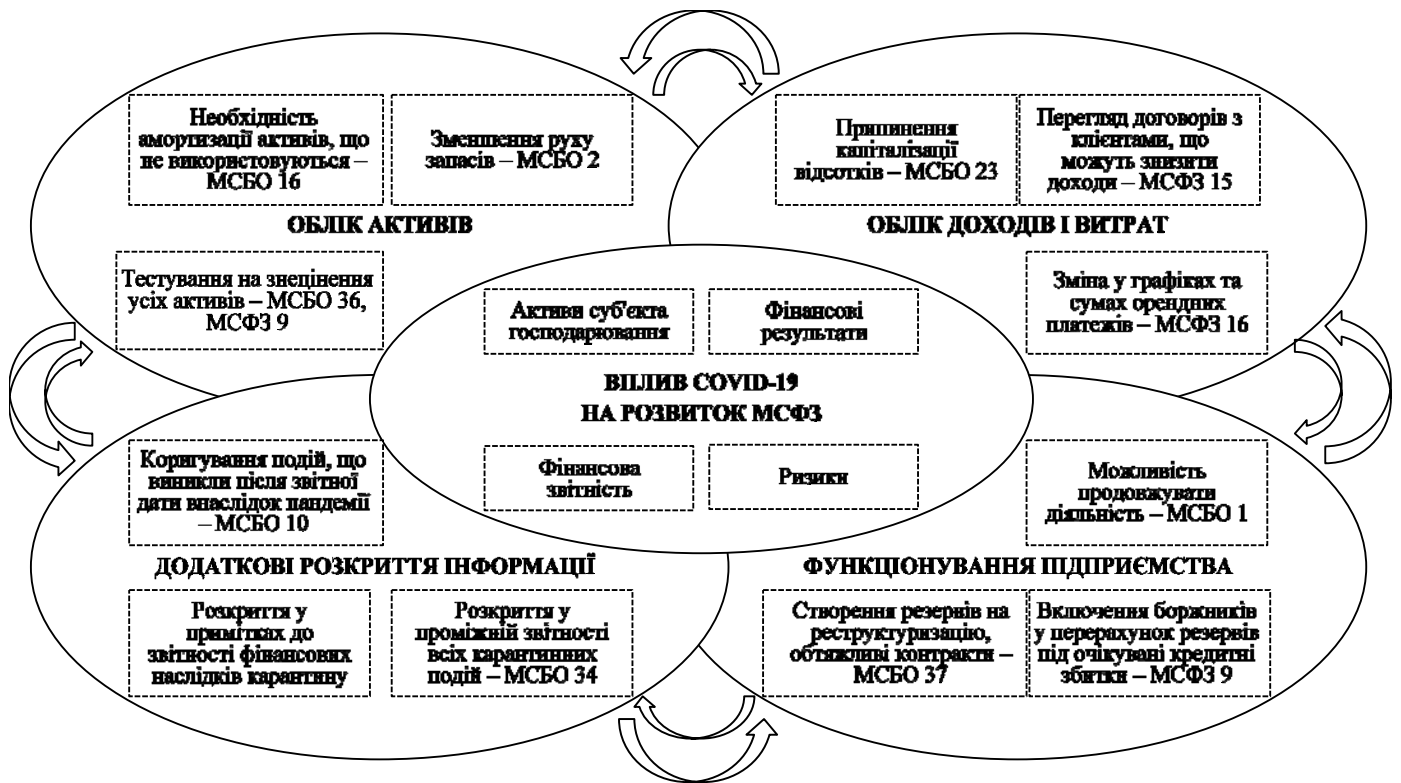 Необхідність
амортизації активів, що
не використовуються –
МСБО 16
Зменшення руху
запасів – МСБО 2
ОБЛІК АКТИВІВ
Тестування на знецінення
усіх активів – МСБО 36,
МСФЗ 9
Припинення
капіталізації
відсотків – МСБО 23
Перегляд договорів з
клієнтами, що
можуть знизити
доходи – МСФЗ 15
ОБЛІК ДОХОДІВ І ВИТРАТ
Зміна у графіках та
сумах орендних
платежів – МСФЗ 16
Активи суб'єкта
господарювання
Фінансові
результати
ВПЛИВ COVID-19
НА РОЗВИТОК МСФЗ
Фінансова
звітність
Ризики
Коригування подій, що
виникли після звітної
дати внаслідок пандемії
– МСБО 10
ДОДАТКОВІ РОЗКРИТТЯ ІНФОРМАЦІЇ
Розкриття у
примітках до
звітності фінансових
наслідків карантину
Розкриття у
проміжній звітності
всіх карантинних
подій – МСБО 34
Можливість
продовжувати
діяльність – МСБО 1
ФУНКЦІОНУВАННЯ ПІДПРИЄМСТВА
Створення резервів на
реструктуризацію,
обтяжливі контракти –
МСБО 37
Включення боржників
у перерахунок резервів
під очікувані кредитні
збитки – МСФЗ 9